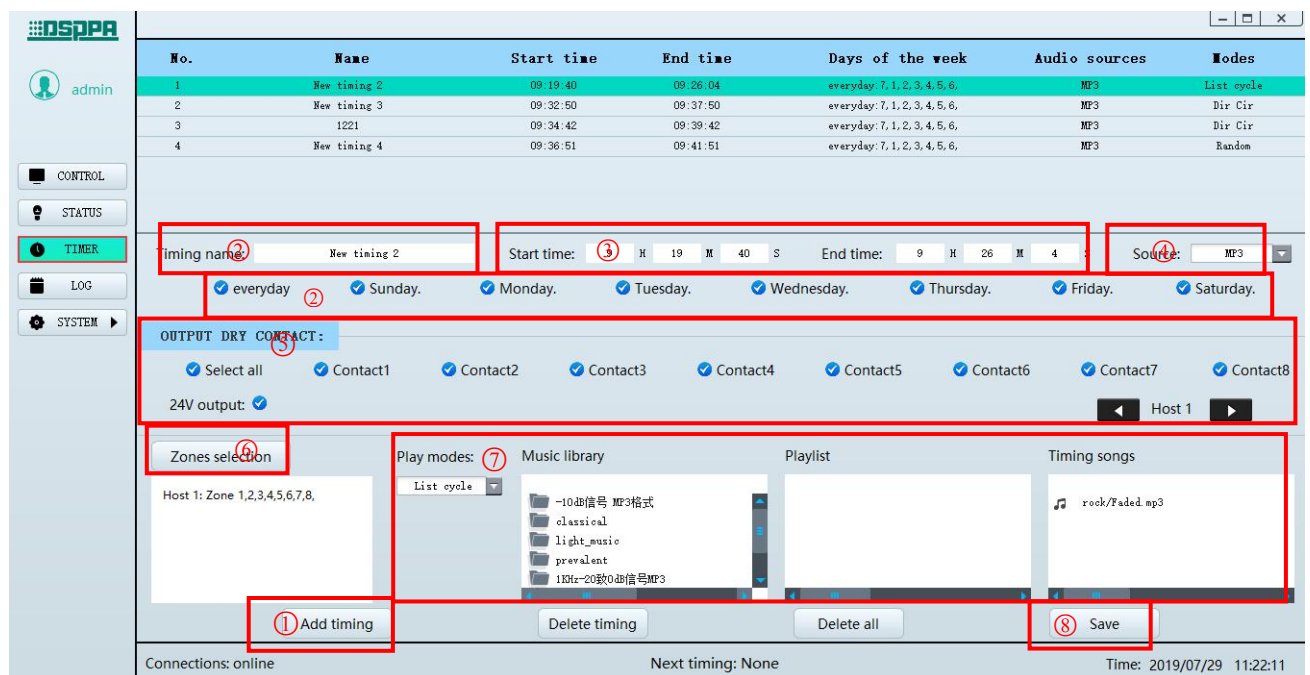 DSPPA
admin
No. Name Start time End time Days of the week Audio sources Modes
1 New timing 2 09:19:40 09:26:04 everyday:7,1,2,3,4,5,6, MP3 List cycle
2 New timing 3 09:32:50 09:37:50 everyday:7,1,2,3,4,5,6, MP3 Dir Cir
3 1221 09:34:42 09:39:42 everyday:7,1,2,3,4,5,6, MP3 Dir Cir
4 New timing 4 09:36:51 09:41:51 everyday:7,1,2,3,4,5,6, MP3 Random
CONTROL
STATUS
TIMER
LOG
SYSTEM
Timing name: ② New timing 2 Start time: ③ 9 H 19 M 40 S End time: 9 H 26 M 4 Source: ④ MP3
everyday ② Sunday. Monday. Tuesday. Wednesday. Thursday. Friday. Saturday.
OUTPUT DRY CONTACT: ⑤
Select all Contact1 Contact2 Contact3 Contact4 Contact5 Contact6 Contact7 Contact8
24V output: Host 1
Zones selection ⑥ Play modes: ⑦ Music library Playlist Timing songs
Host 1: Zone 1,2,3,4,5,6,7,8,
List cycle
-10dB信号 MP3格式
classical
light_music
prevalent
1KHz-20致0dB信号MP3
rock/Faded.mp3
① Add timing Delete timing Delete all ⑧ Save
Connections: online Next timing: None Time: 2019/07/29 11:22:11